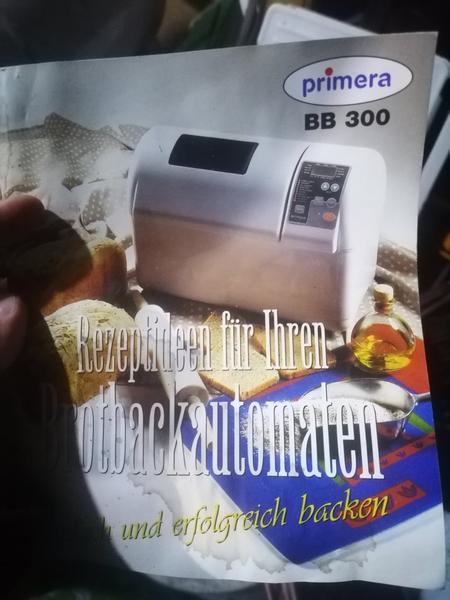 primera
BB 300
Rezeptideen für Ihren
Brotbackautomaten
und erfolgreich backen